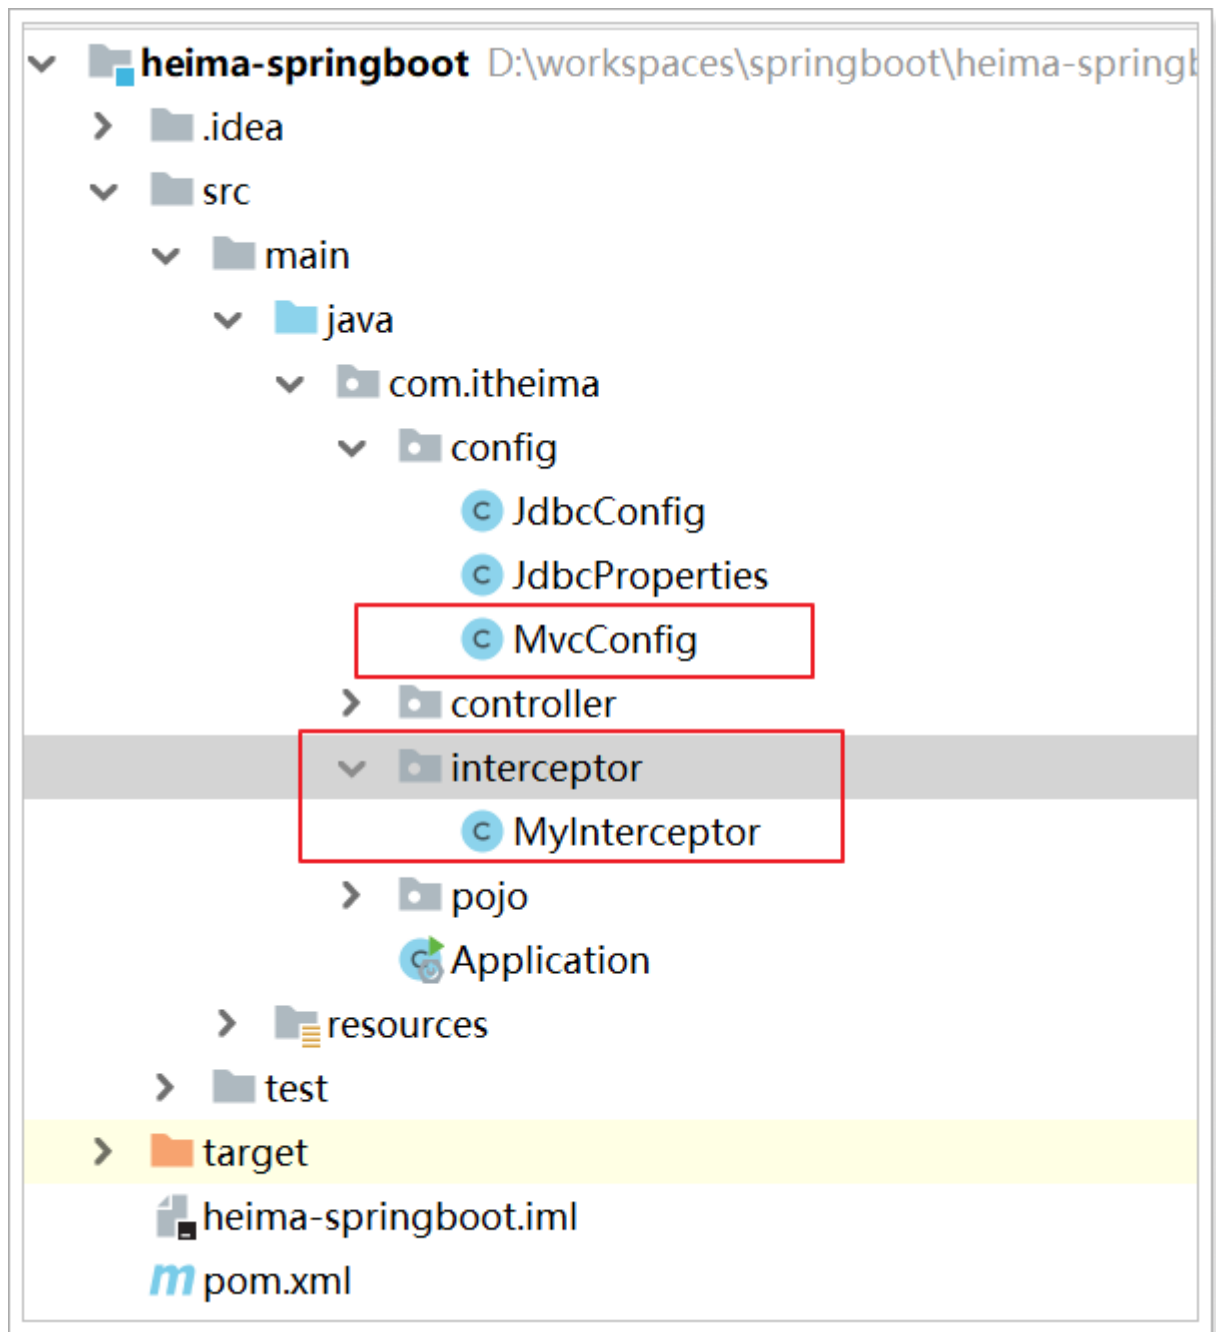 heima-springboot D:\workspaces\springboot\heima-spring
.idea
src
main
java
com.itheima
config
JdbcConfig
JdbcProperties
MvcConfig
controller
interceptor
MyInterceptor
pojo
Application
resources
test
target
heima-springboot.iml
pom.xml